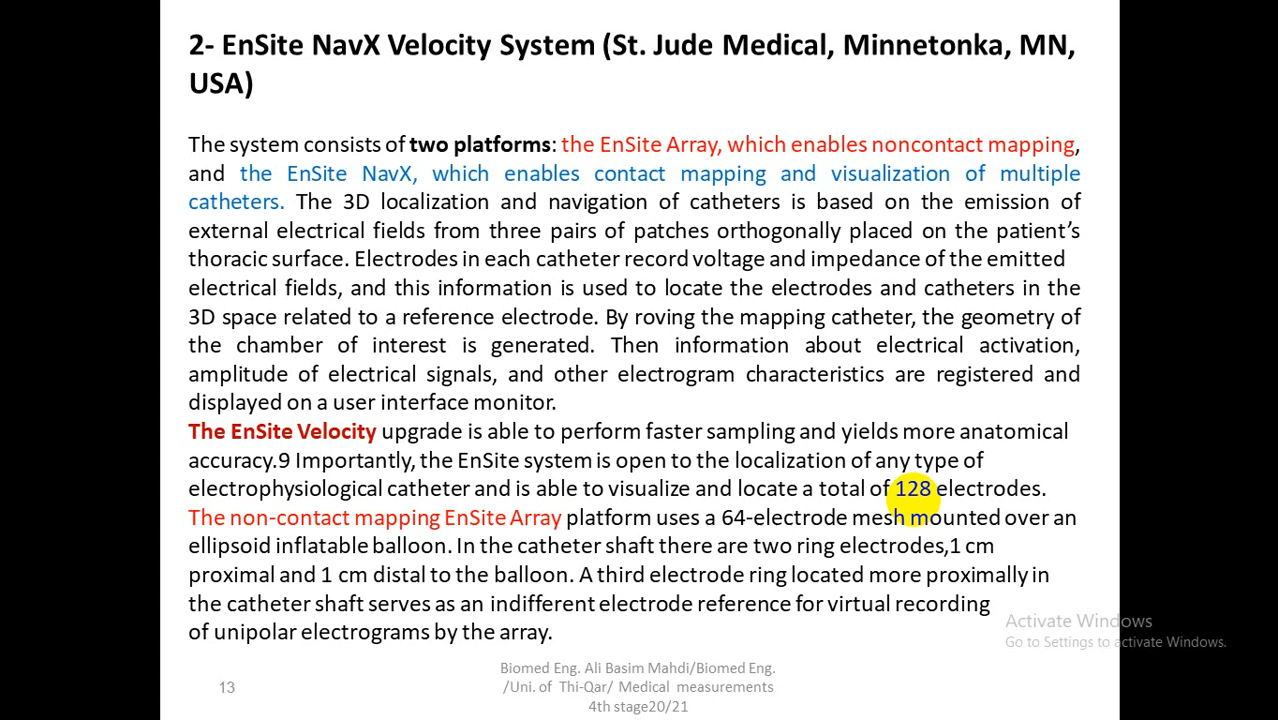 2- EnSite NavX Velocity System (St. Jude Medical, Minnetonka, MN,
USA)
The system consists of two platforms: the EnSite Array, which enables noncontact mapping,
and the EnSite NavX, which enables contact mapping and visualization of multiple
catheters. The 3D localization and navigation of catheters is based on the emission of
external electrical fields from three pairs of patches orthogonally placed on the patient’s
thoracic surface. Electrodes in each catheter record voltage and impedance of the emitted
electrical fields, and this information is used to locate the electrodes and catheters in the
3D space related to a reference electrode. By roving the mapping catheter, the geometry of
the chamber of interest is generated. Then information about electrical activation,
amplitude of electrical signals, and other electrogram characteristics are registered and
displayed on a user interface monitor.
The EnSite Velocity upgrade is able to perform faster sampling and yields more anatomical
accuracy.9 Importantly, the EnSite system is open to the localization of any type of
electrophysiological catheter and is able to visualize and locate a total of 128 electrodes.
The non-contact mapping EnSite Array platform uses a 64-electrode mesh mounted over an
ellipsoid inflatable balloon. In the catheter shaft there are two ring electrodes,1 cm
proximal and 1 cm distal to the balloon. A third electrode ring located more proximally in
the catheter shaft serves as an indifferent electrode reference for virtual recording
of unipolar electrograms by the array.
Activate Windows
Go to Settings to activate Windows.
13
Biomed Eng. Ali Basim Mahdi/Biomed Eng.
/Uni. of Thi-Qar/ Medical measurements
4th stage20/21